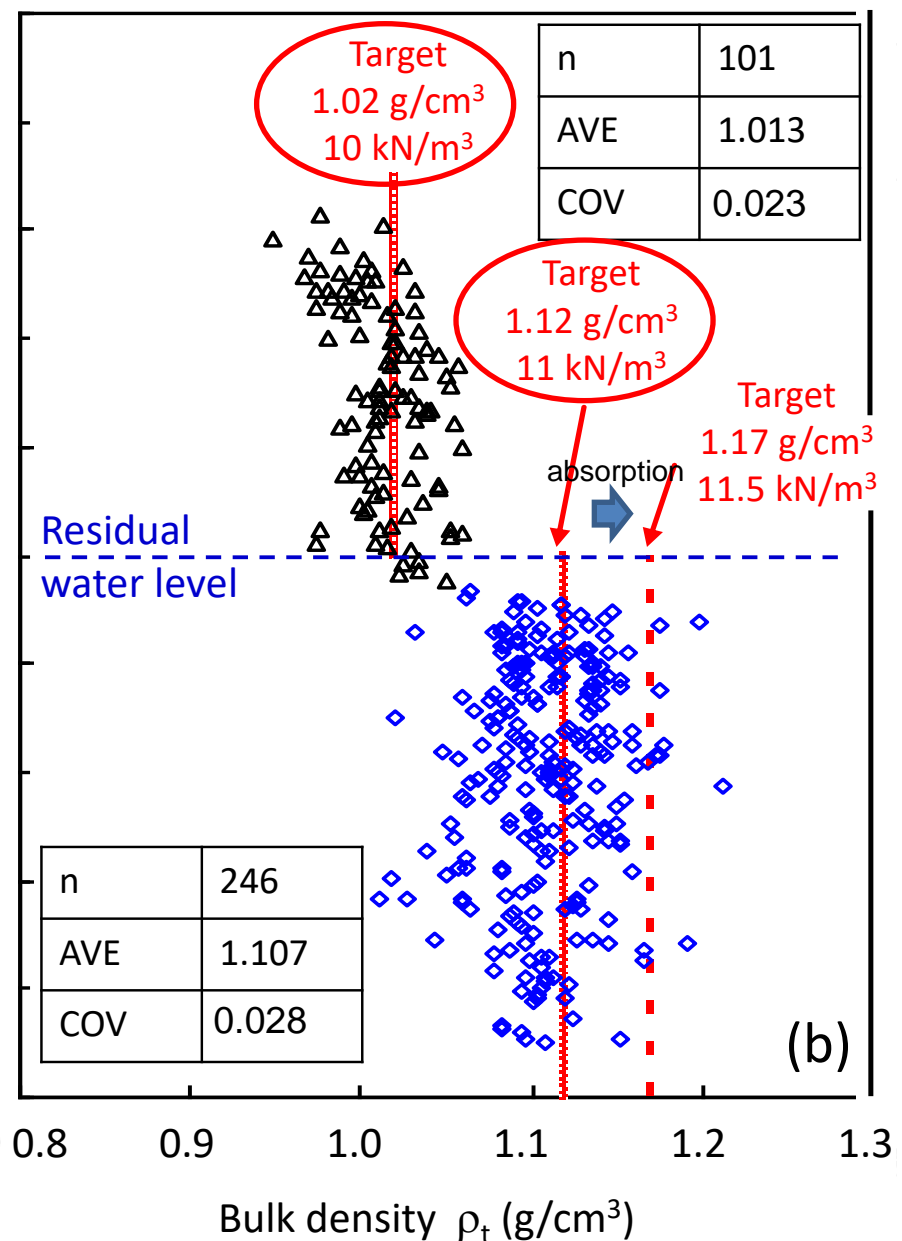 Target
1.02 g/cm³
10 kN/m³
n 101
AVE 1.013
COV 0.023
Target
1.12 g/cm³
11 kN/m³
Target
1.17 g/cm³
11.5 kN/m³
absorption
Residual
water level
n 246
AVE 1.107
COV 0.028
(b)
0.8 0.9 1.0 1.1 1.2 1.3
Bulk density ρt (g/cm³)